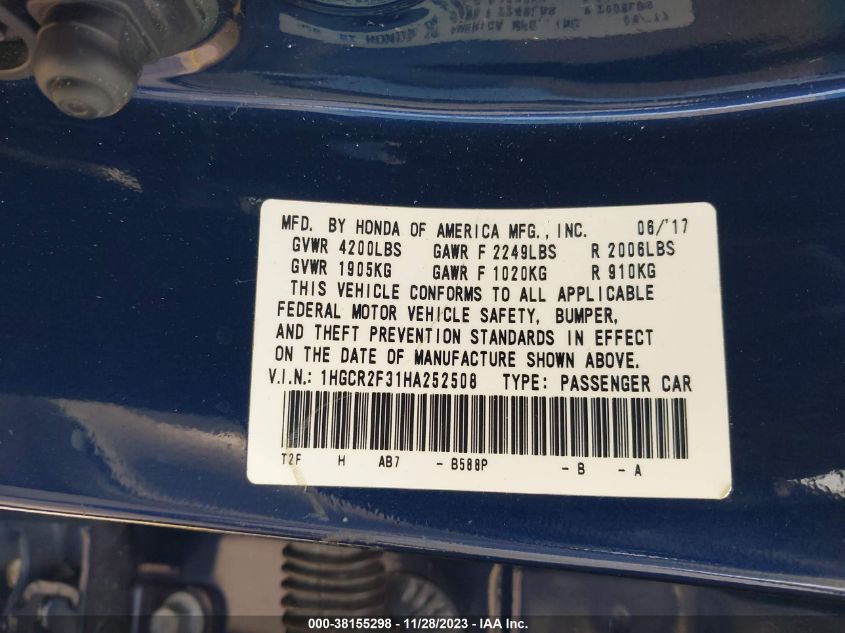 MFD. BY HONDA OF AMERICA MFG., INC. 06/'17
GVWR 4200LBS GAWR F 2249LBS R 2006LBS
GVWR 1905KG GAWR F 1020KG R 910KG
THIS VEHICLE CONFORMS TO ALL APPLICABLE
FEDERAL MOTOR VEHICLE SAFETY, BUMPER,
AND THEFT PREVENTION STANDARDS IN EFFECT
ON THE DATE OF MANUFACTURE SHOWN ABOVE.
V.I.N.: 1HGCR2F31HA252508 TYPE: PASSENGER CAR
T2F H AB7 - B588P - B - A
000-38155298 - 11/28/2023 - IAA Inc.